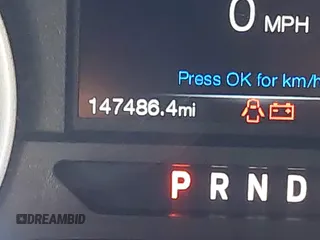 0 MPH
Press OK for km/h
147486.4mi
P R N D
DREAMBID